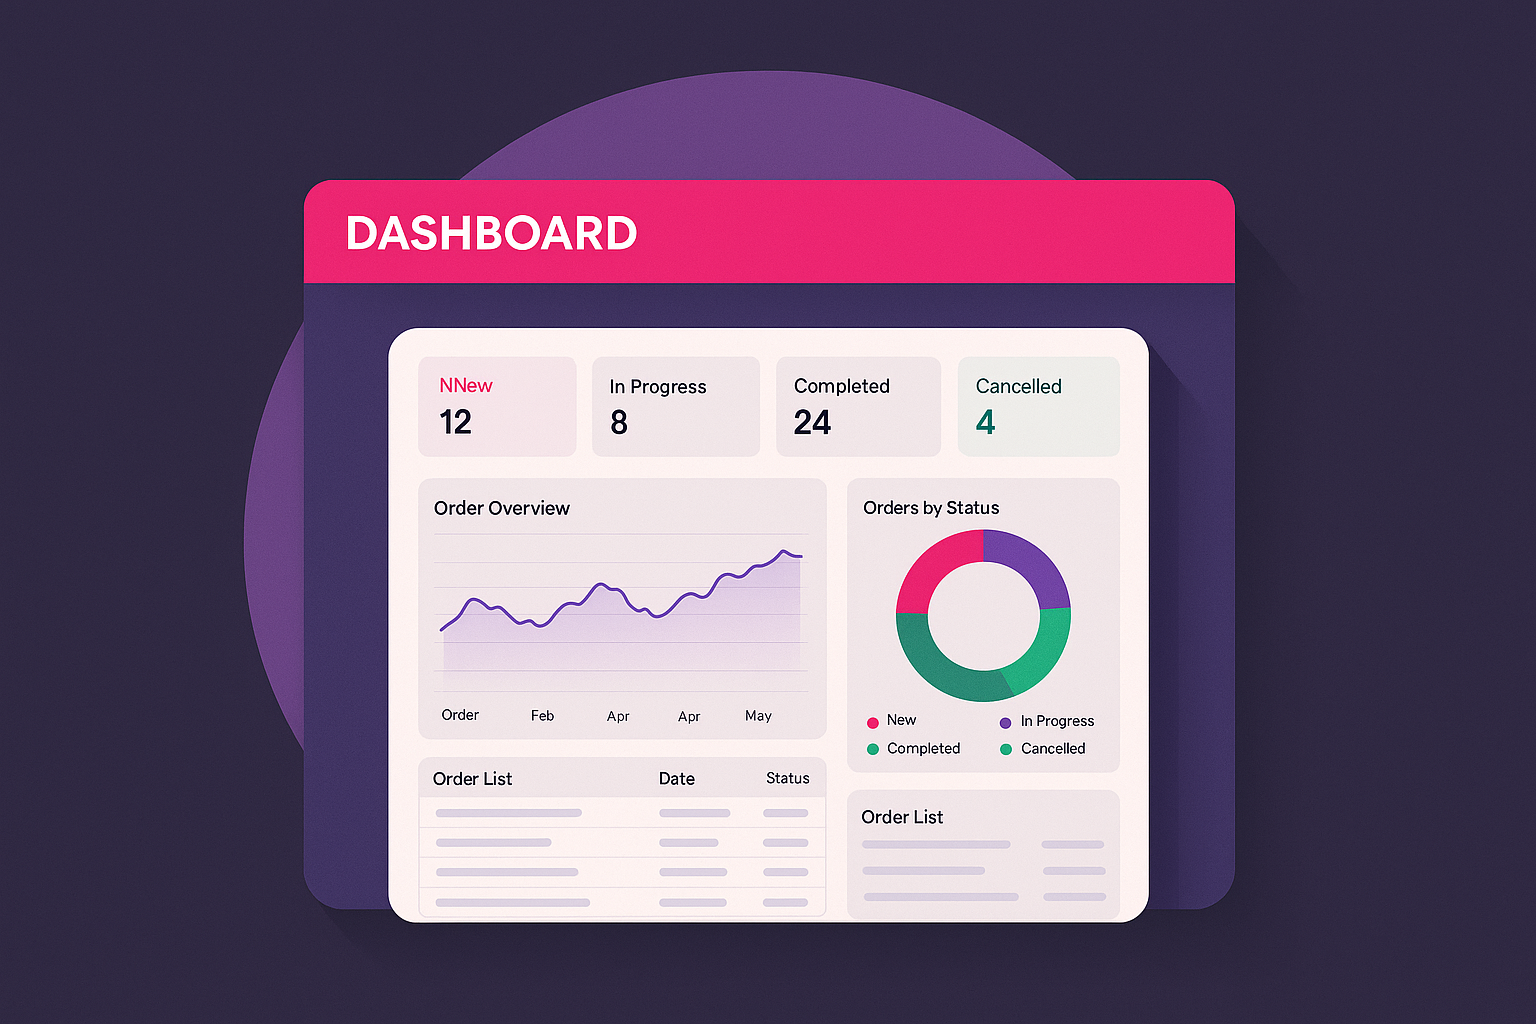 DASHBOARD
NNew
12
In Progress
8
Completed
24
Cancelled
4
Order Overview
Order Feb Apr Apr May
Orders by Status
New In Progress
Completed Cancelled
Order List Date Status
Order List